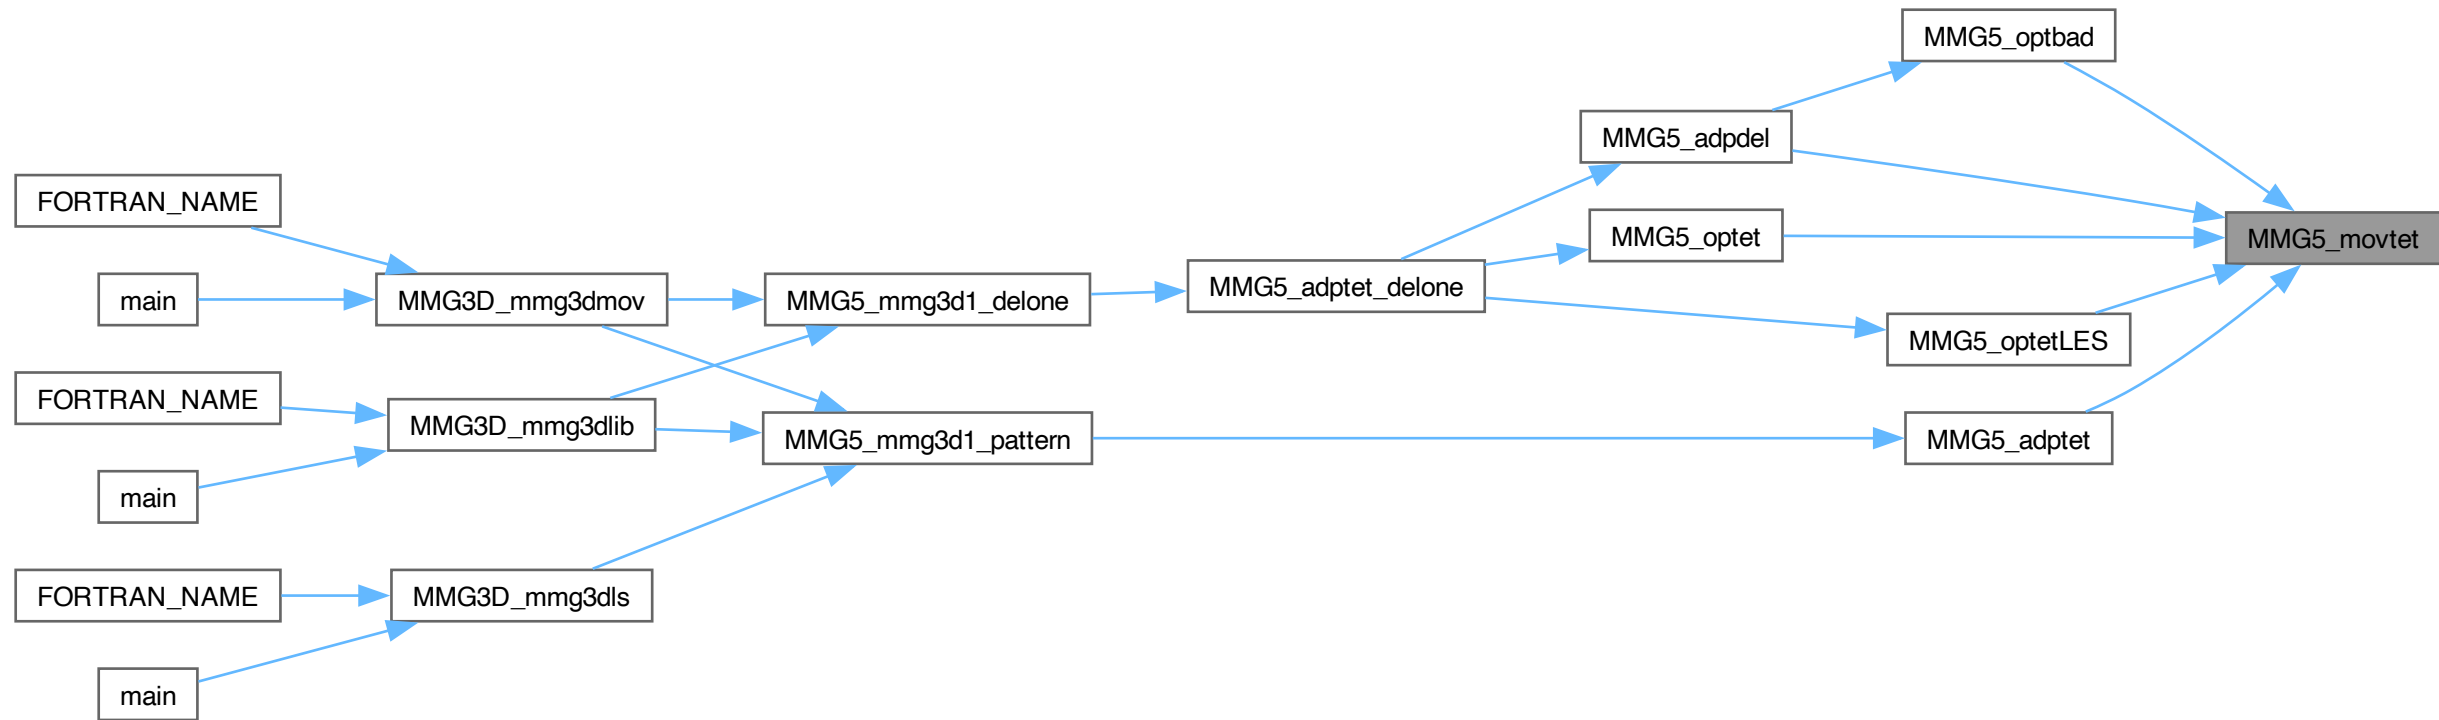 MMG5_optbad
MMG5_adpdel
FORTRAN_NAME
MMG5_optet
MMG5_movtet
main
MMG3D_mmg3dmov
MMG5_mmg3d1_delone
MMG5_adptet_delone
MMG5_optetLES
FORTRAN_NAME
MMG3D_mmg3dlib
MMG5_mmg3d1_pattern
MMG5_adptet
main
FORTRAN_NAME
MMG3D_mmg3dls
main